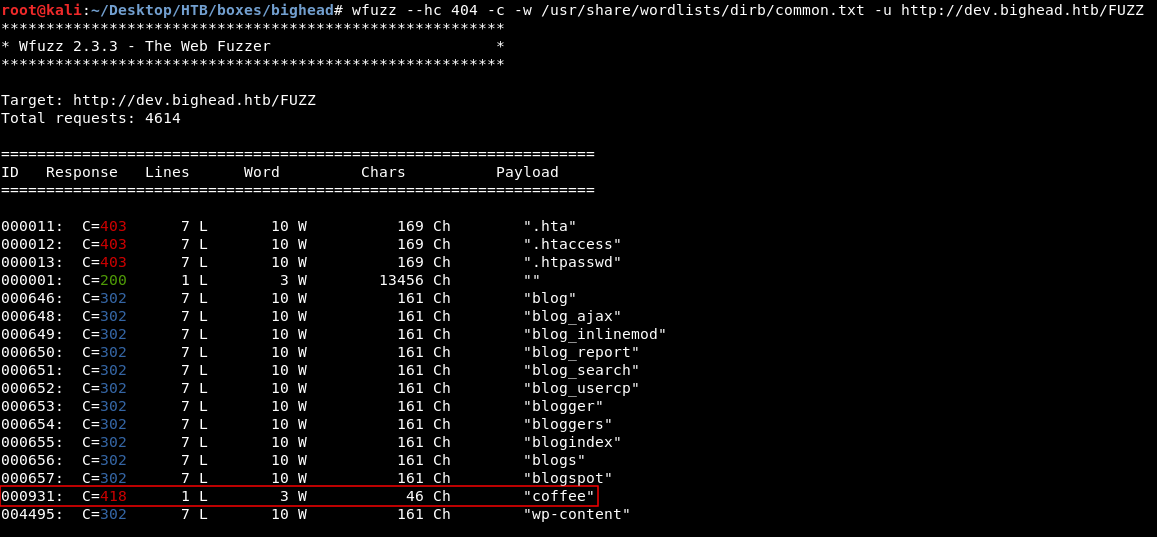 root@kali:~/Desktop/HTB/boxes/bighead# wfuzz --hc 404 -c -w /usr/share/wordlists/dirb/common.txt -u http://dev.bighead.htb/FUZZ
********************************************************
* Wfuzz 2.3.3 - The Web Fuzzer                         *
********************************************************
Target: http://dev.bighead.htb/FUZZ
Total requests: 4614
==================================================================
ID   Response   Lines      Word         Chars          Payload
==================================================================
000011:  C=403      7 L       10 W          169 Ch        ".hta"
000012:  C=403      7 L       10 W          169 Ch        ".htaccess"
000013:  C=403      7 L       10 W          169 Ch        ".htpasswd"
000001:  C=200      1 L        3 W        13456 Ch        ""
000646:  C=302      7 L       10 W          161 Ch        "blog"
000648:  C=302      7 L       10 W          161 Ch        "blog_ajax"
000649:  C=302      7 L       10 W          161 Ch        "blog_inlinemod"
000650:  C=302      7 L       10 W          161 Ch        "blog_report"
000651:  C=302      7 L       10 W          161 Ch        "blog_search"
000652:  C=302      7 L       10 W          161 Ch        "blog_usercp"
000653:  C=302      7 L       10 W          161 Ch        "blogger"
000654:  C=302      7 L       10 W          161 Ch        "bloggers"
000655:  C=302      7 L       10 W          161 Ch        "blogindex"
000656:  C=302      7 L       10 W          161 Ch        "blogs"
000657:  C=302      7 L       10 W          161 Ch        "blogspot"
000931:  C=418      1 L        3 W           46 Ch        "coffee"
004495:  C=302      7 L       10 W          161 Ch        "wp-content"